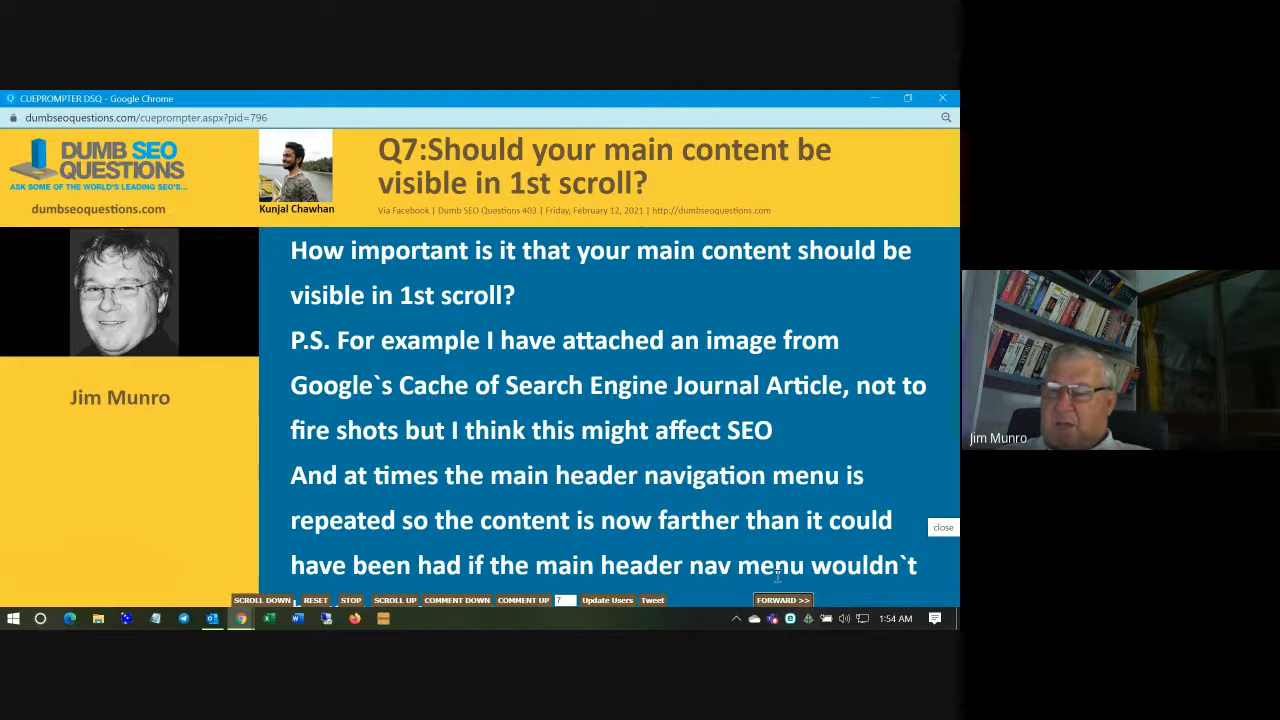 CUEPROMPTER DSQ - Google Chrome
dumbseoquestions.com/cueprompter.aspx?pid=796
DUMB SEO
QUESTIONS
ASK SOME OF THE WORLD'S LEADING SEO'S...
dumbseoquestions.com
Kunjal Chawhan
Q7:Should your main content be
visible in 1st scroll?
Via Facebook | Dumb SEO Questions 403 | Friday, February 12, 2021 | http://dumbseoquestions.com
Jim Munro
How important is it that your main content should be
visible in 1st scroll?
P.S. For example I have attached an image from
Google`s Cache of Search Engine Journal Article, not to
fire shots but I think this might affect SEO
And at times the main header navigation menu is
repeated so the content is now farther than it could
have been had if the main header nav menu wouldn`t
close
SCROLL DOWN RESET STOP SCROLL UP COMMENT DOWN COMMENT UP 7 Update Users Tweet FORWARD >>
1:54 AM
Jim Munro